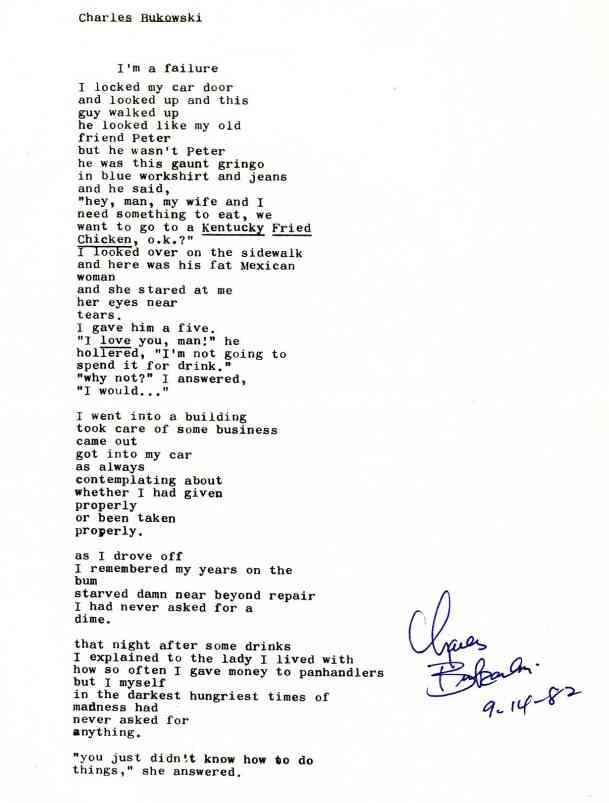 Charles Bukowski
I'm a failure
I locked my car door
and looked up and this
guy walked up
he looked like my old
friend Peter
but he wasn't Peter
he was this gaunt gringo
in blue workshirt and jeans
and he said,
"hey, man, my wife and I
need something to eat, we
want to go to a Kentucky Fried
Chicken, o.k.?"
I looked over on the sidewalk
and here was his fat Mexican
woman
and she stared at me
her eyes near
tears.
I gave him a five.
"I love you, man!" he
hollered, "I'm not going to
spend it for drink."
"why not?" I answered,
"I would..."
I went into a building
took care of some business
came out
got into my car
as always
contemplating about
whether I had given
properly
or been taken
properly.
as I drove off
I remembered my years on the
bum
starved damn near beyond repair
I had never asked for a
dime.
that night after some drinks
I explained to the lady I lived with
how so often I gave money to panhandlers
but I myself
in the darkest hungriest times of
madness had
never asked for
anything.
"you just didn't know how to do
things," she answered.
Charles
Bukowski.
9-14-82